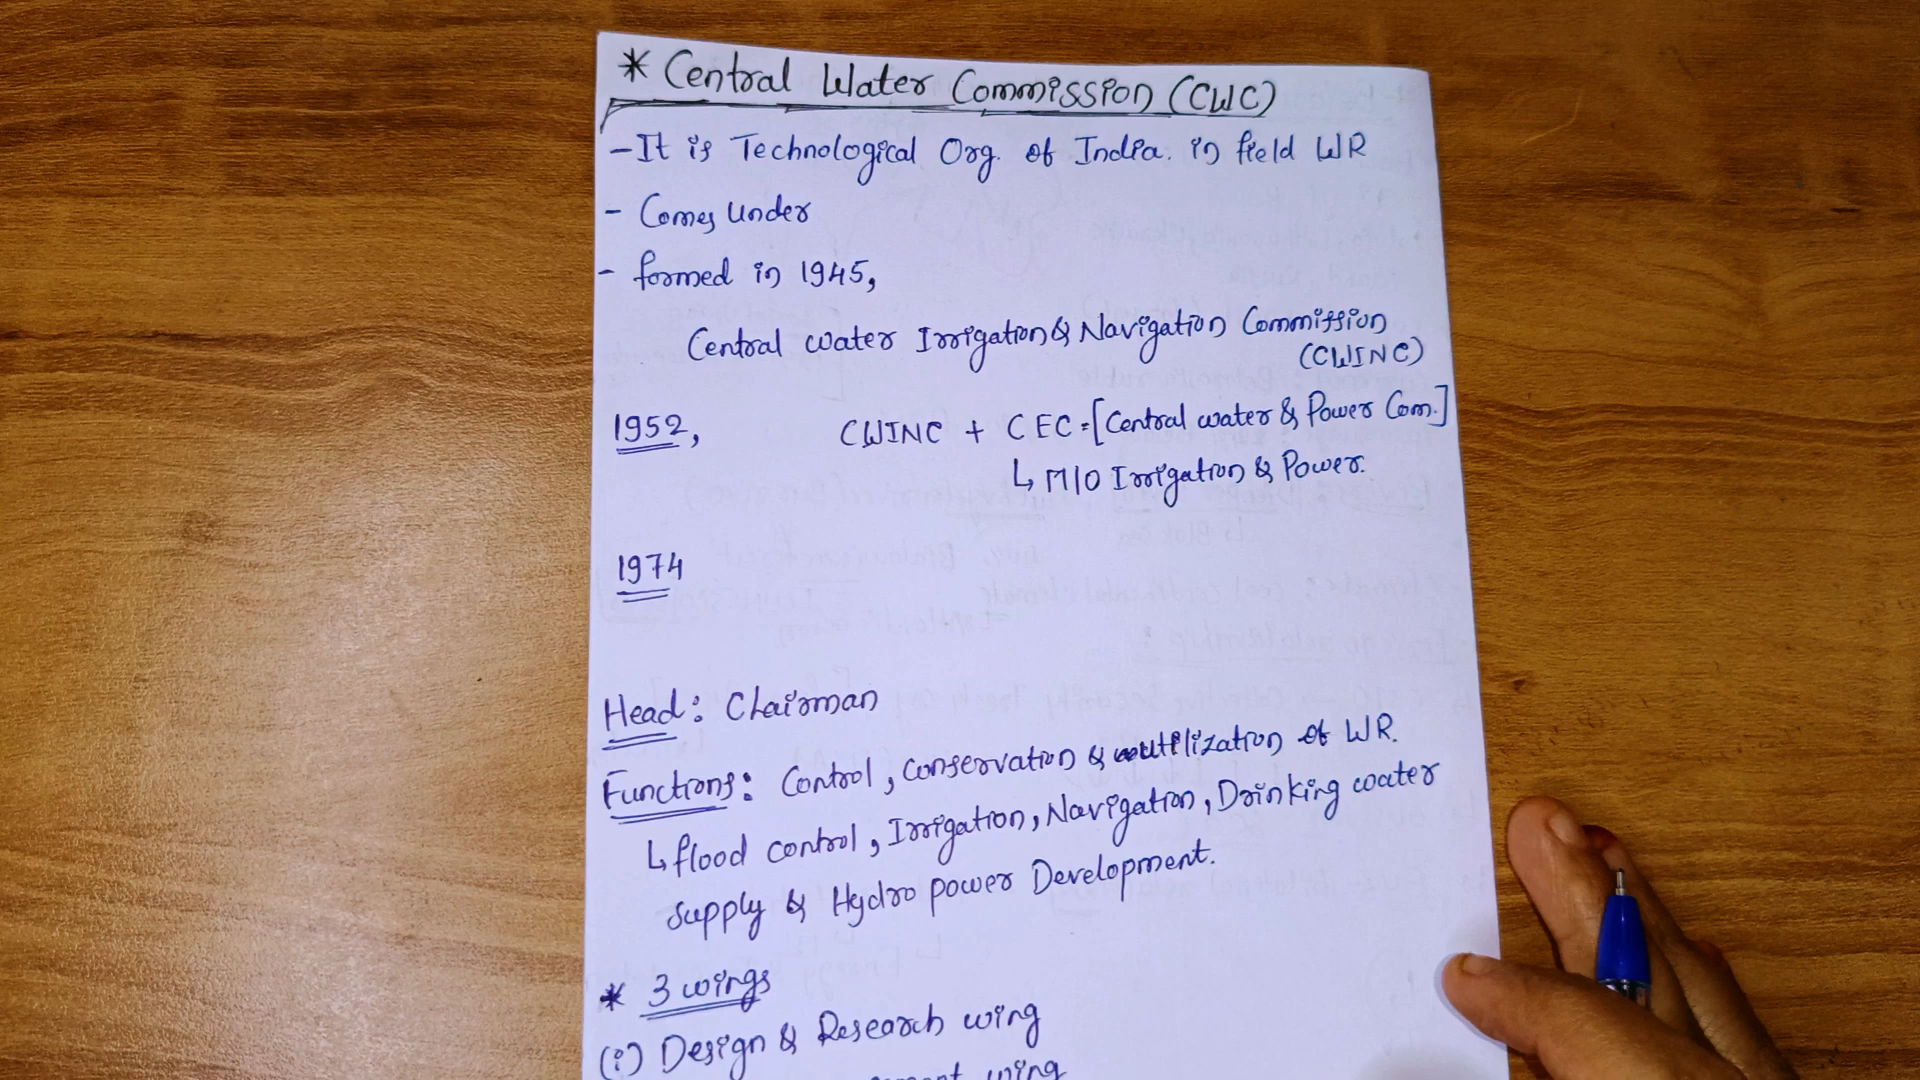 * Central Water Commission (CWC)
- It is Technological Org. of India. in field WR
- Comes Under
- formed in 1945,
Central water Irrigation & Navigation Commission
(CWINC)
1952, CWINC + CEC = [Central water & Power Com.]
↳ M/O Irrigation & Power.
1974
Head: Chairman
Functions: Control, Conservation & utilization of WR.
↳ flood control, Irrigation, Navigation, Drinking water
supply & Hydro power Development.
* 3 wings
(i) Design & Research wing
wing